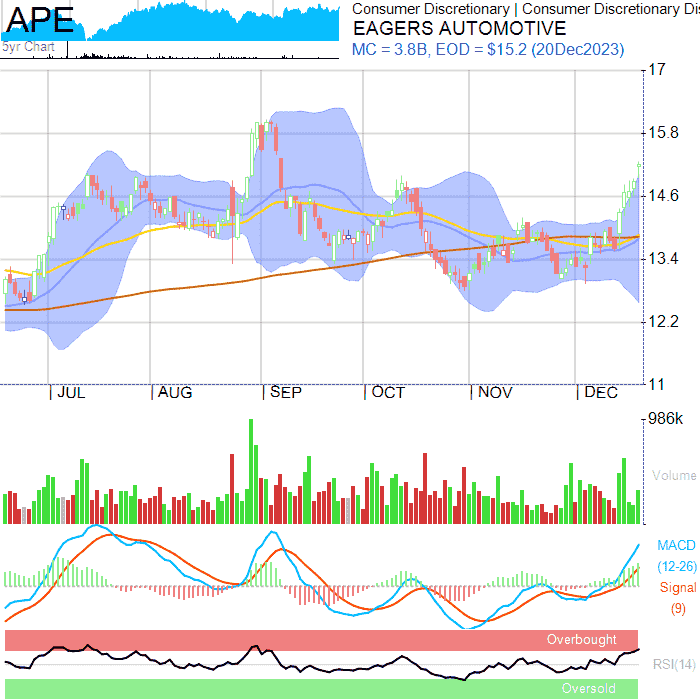 APE
5yr Chart
Consumer Discretionary | Consumer Discretionary Dis
EAGERS AUTOMOTIVE
MC = 3.8B, EOD = $15.2 (20Dec2023)
17
15.8
14.6
13.4
12.2
11
| JUL | AUG | SEP | OCT | NOV | DEC
986k
Volume
MACD
(12-26)
Signal
(9)
Overbought
RSI(14)
Oversold